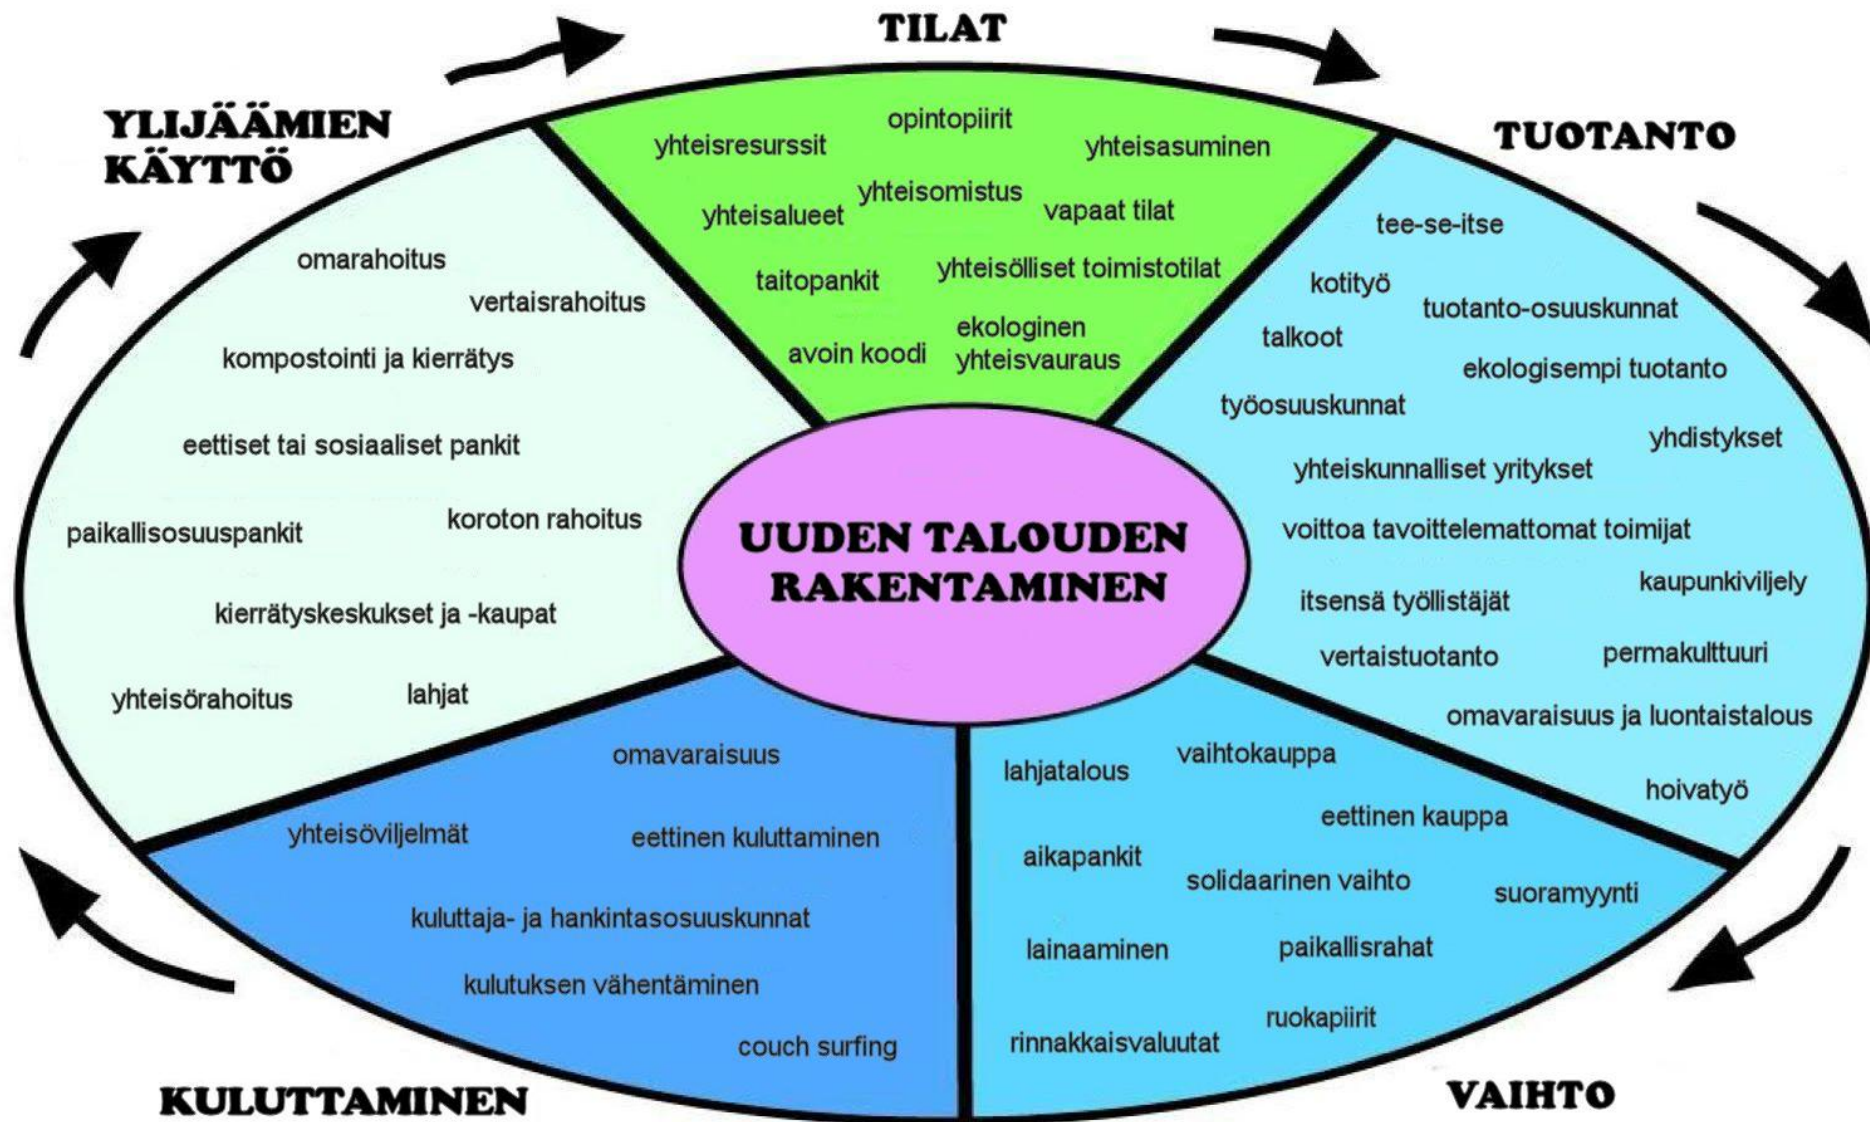 TILAT
opintopiirit
yhteisresurssit
yhteisasuminen
yhteisomistus
yhteisalueet
vapaat tilat
yhteisölliset toimistotilat
taitopankit
ekologinen
yhteisvauraus
avoin koodi
TUOTANTO
tee-se-itse
kotityö
tuotanto-osuuskunnat
talkoot
ekologisempi tuotanto
työosuuskunnat
yhdistykset
yhteiskunnalliset yritykset
voittoa tavoittelemattomat toimijat
kaupunkiviljely
itsensä työllistäjät
vertaistuotanto
permakulttuuri
omavaraisuus ja luontaistalous
hoivatyö
VAIHTO
lahjatalous
vaihtokauppa
eettinen kauppa
aikapankit
solidaarinen vaihto
suoramyynti
lainaaminen
paikallisrahat
ruokapiirit
rinnakkaisvaluutat
KULUTTAMINEN
omavaraisuus
yhteisöviljelmät
eettinen kuluttaminen
kuluttaja- ja hankintasosuuskunnat
kulutuksen vähentäminen
couch surfing
YLIJÄÄMIEN
KÄYTTÖ
omarahoitus
vertaisrahoitus
kompostointi ja kierrätys
eettiset tai sosiaaliset pankit
koroton rahoitus
paikallisosuuspankit
kierrätyskeskukset ja -kaupat
yhteisörahoitus
lahjat
UUDEN TALOUDEN
RAKENTAMINEN